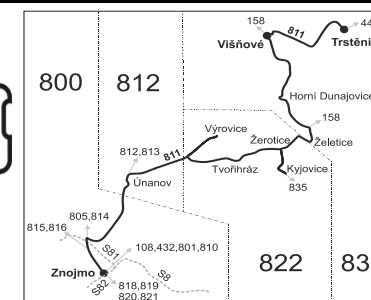 158
811
44
Višňové
Trstěni
800
812
Horní Dunajovice
158
Výrovice
Žerotice
Želetice
812,813
811
Tvořihráz
Kyjovice
835
Únanov
805,814
815,816
S81
108,432,801,810
822
83
Znojmo
S8
S82
818,819
820,821